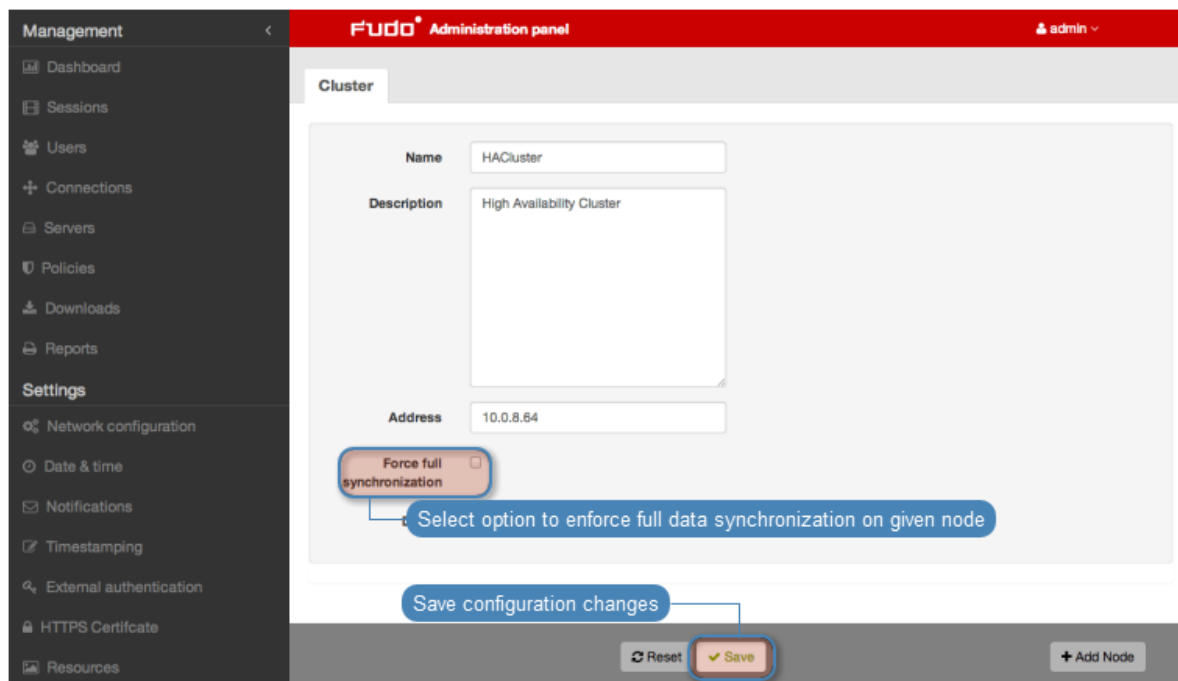 Management
FUDO Administration panel
admin
Dashboard
Sessions
Users
Connections
Servers
Policies
Downloads
Reports
Settings
Network configuration
Date & time
Notifications
Timestamping
External authentication
HTTPS Certifcate
Resources
Cluster
Name
HACluster
Description
High Availability Cluster
Address
10.0.8.64
Force full
synchronization
Select option to enforce full data synchronization on given node
Save configuration changes
Reset
Save
+ Add Node